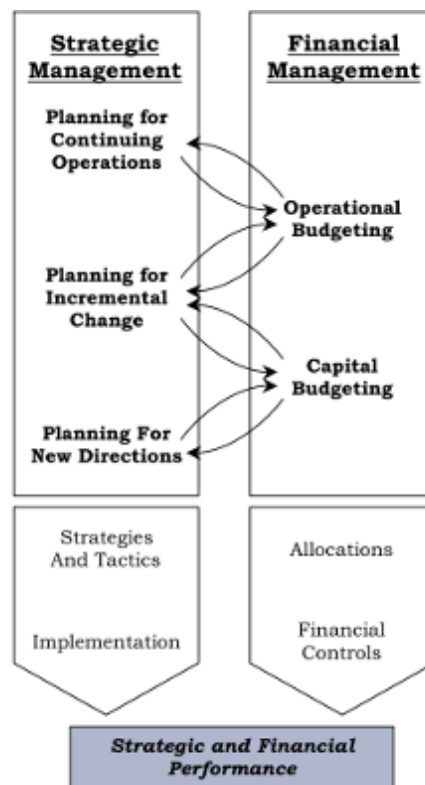 Strategic
Management
Planning for
Continuing
Operations
Planning for
Incremental
Change
Planning For
New Directions
Strategies
And Tactics
Implementation
Financial
Management
Operational
Budgeting
Capital
Budgeting
Allocations
Financial
Controls
Strategic and Financial
Performance